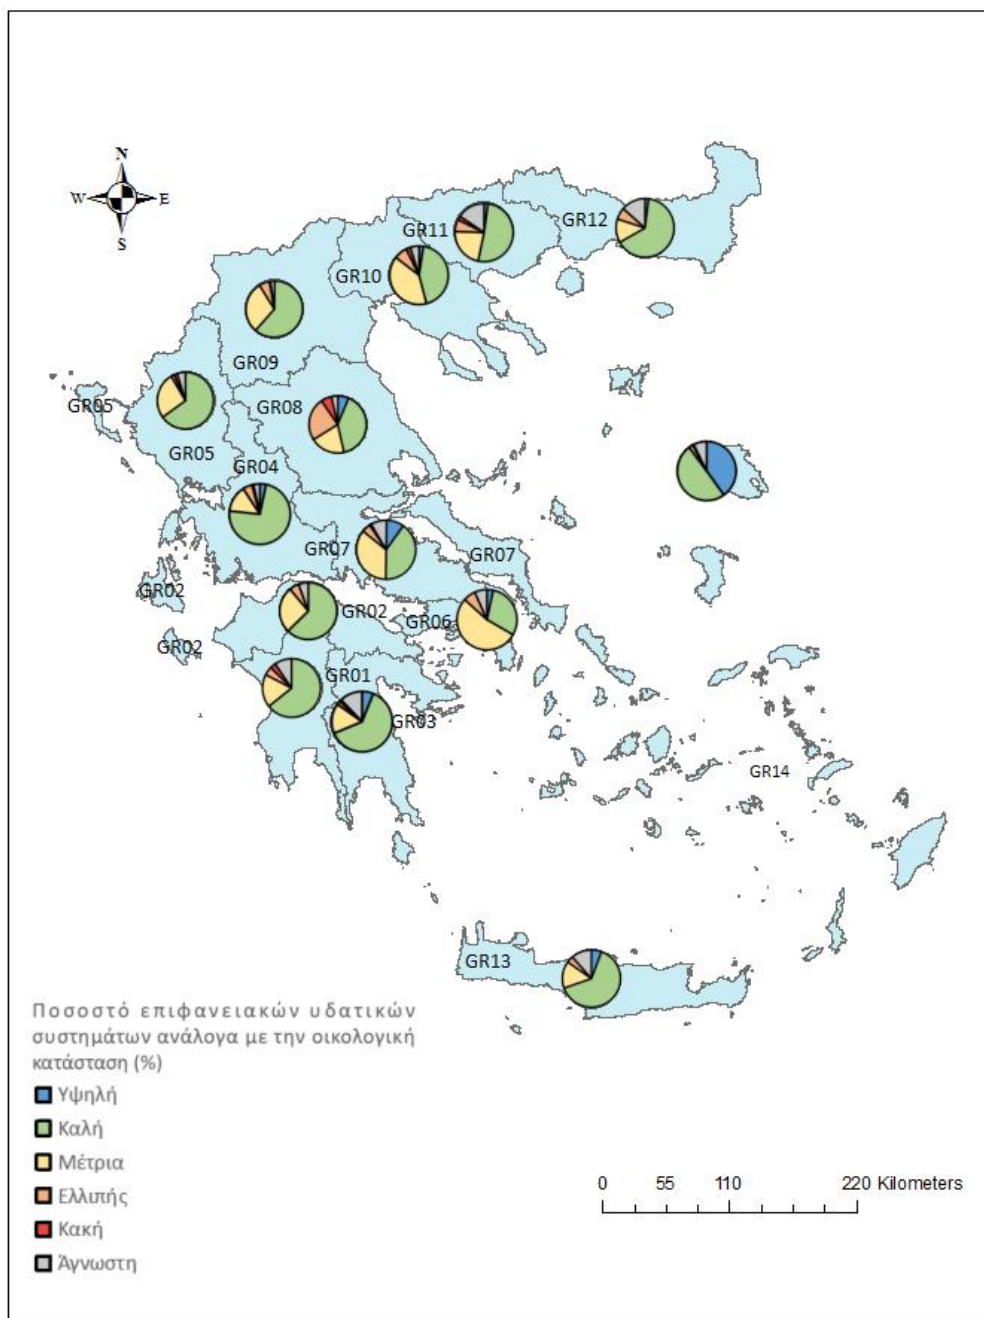 N
W E
S
GR12
GR11
GR10
GR09
GR05
GR08
GR05
GR04
GR07
GR07
GR02
GR02
GR06
GR02
GR01
GR03
GR14
GR13
Ποσοστό επιφανειακών υδατικών
συστημάτων ανάλογα με την οικολογική
κατάσταση (%)
Υψηλή
Καλή
Μέτρια
Ελλιπής
Κακή
Άγνωστη
0 55 110 220 Kilometers